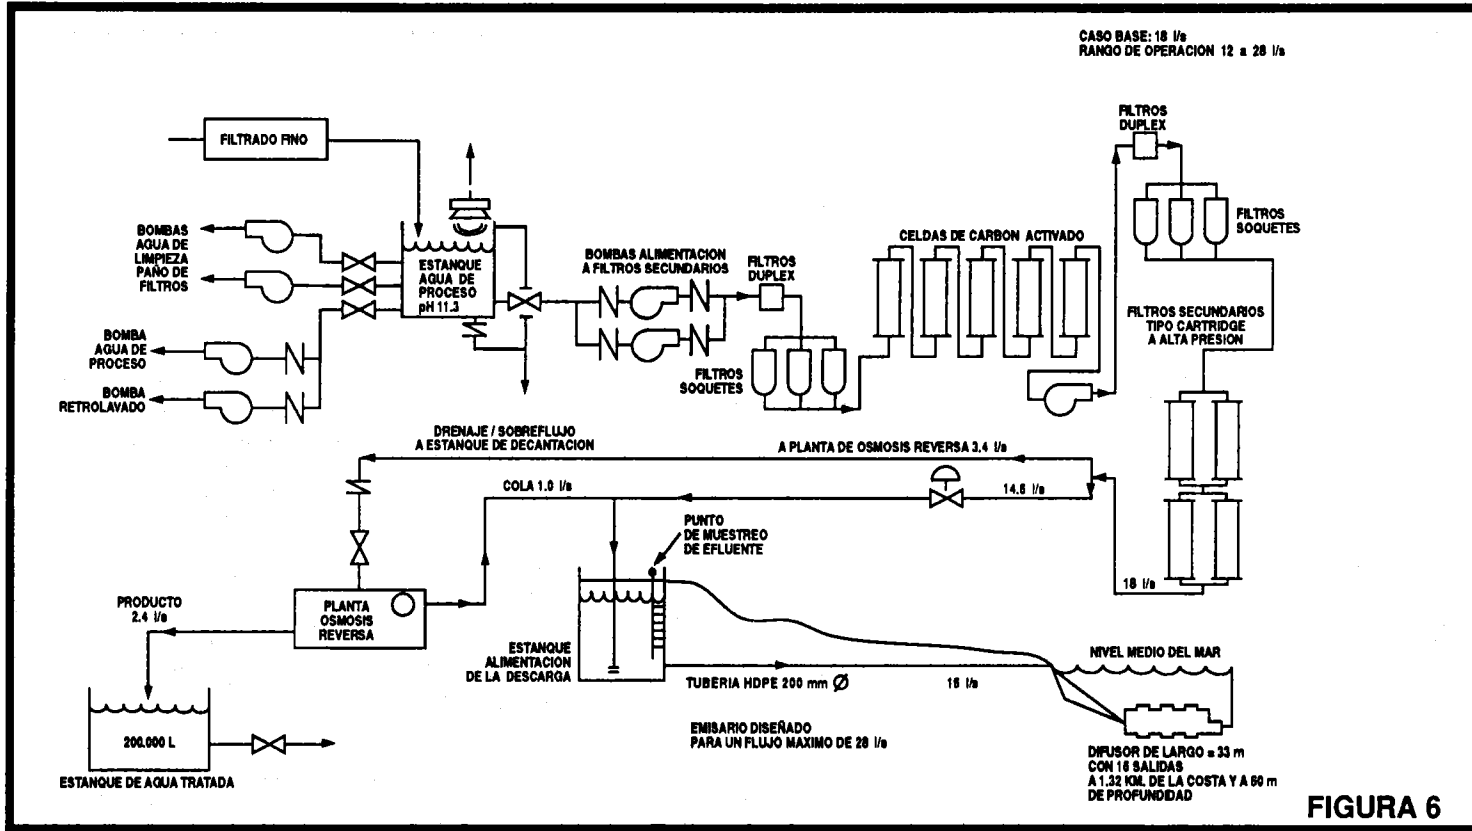 CASO BASE: 18 l/s
RANGO DE OPERACION 12 a 28 l/s
FILTRADO FINO
BOMBAS
AGUA DE
LIMPIEZA
PAÑO DE
FILTROS
BOMBA
AGUA DE
PROCESO
BOMBA
RETROLAVADO
ESTANQUE
AGUA DE
PROCESO
pH 11.3
BOMBAS ALIMENTACION
A FILTROS SECUNDARIOS
FILTROS
DUPLEX
FILTROS
SOQUETES
CELDAS DE CARBON ACTIVADO
FILTROS
DUPLEX
FILTROS
SOQUETES
FILTROS SECUNDARIOS
TIPO CARTRIDGE
A ALTA PRESION
DRENAJE / SOBREFLUJO
A ESTANQUE DE DECANTACION
A PLANTA DE OSMOSIS REVERSA 3.4 l/s
COLA 1.0 l/s
14.6 l/s
18 l/s
PUNTO
DE MUESTREO
DE EFLUENTE
PRODUCTO
2.4 l/s
PLANTA
OSMOSIS
REVERSA
ESTANQUE
ALIMENTACION
DE LA DESCARGA
NIVEL MEDIO DEL MAR
TUBERIA HDPE 200 mm Ø
16 l/s
200.000 L
ESTANQUE DE AGUA TRATADA
EMISARIO DISEÑADO
PARA UN FLUJO MAXIMO DE 28 l/s
DIFUSOR DE LARGO = 33 m
CON 16 SALIDAS
A 1.32 KM. DE LA COSTA Y A 60 m
DE PROFUNDIDAD
FIGURA 6